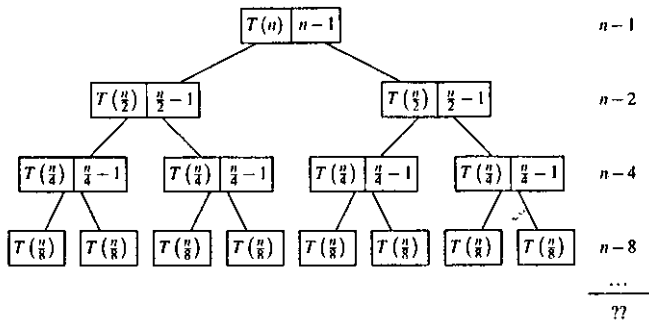 T(n) n − 1 n − 1
T(n/2) n/2 − 1 T(n/2) n/2 − 1 n − 2
T(n/4) n/4 − 1 T(n/4) n/4 − 1 T(n/4) n/4 − 1 T(n/4) n/4 − 1 n − 4
T(n/8) T(n/8) T(n/8) T(n/8) T(n/8) T(n/8) T(n/8) T(n/8) n − 8
...
??